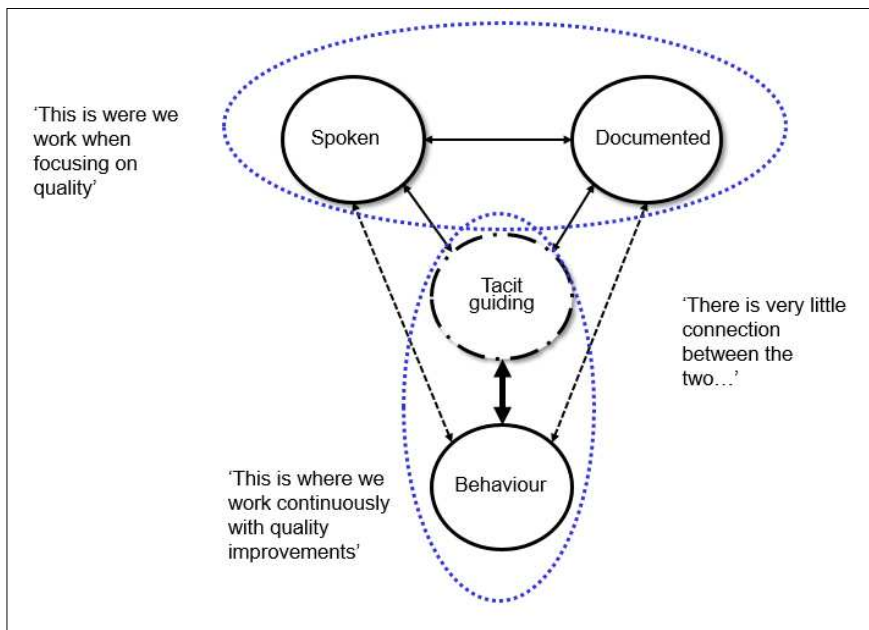 ‘This is were we
work when
focusing on
quality’
Spoken
Documented
Tacit
guiding
‘There is very little
connection
between the
two…’
Behaviour
‘This is where we
work continuously
with quality
improvements’